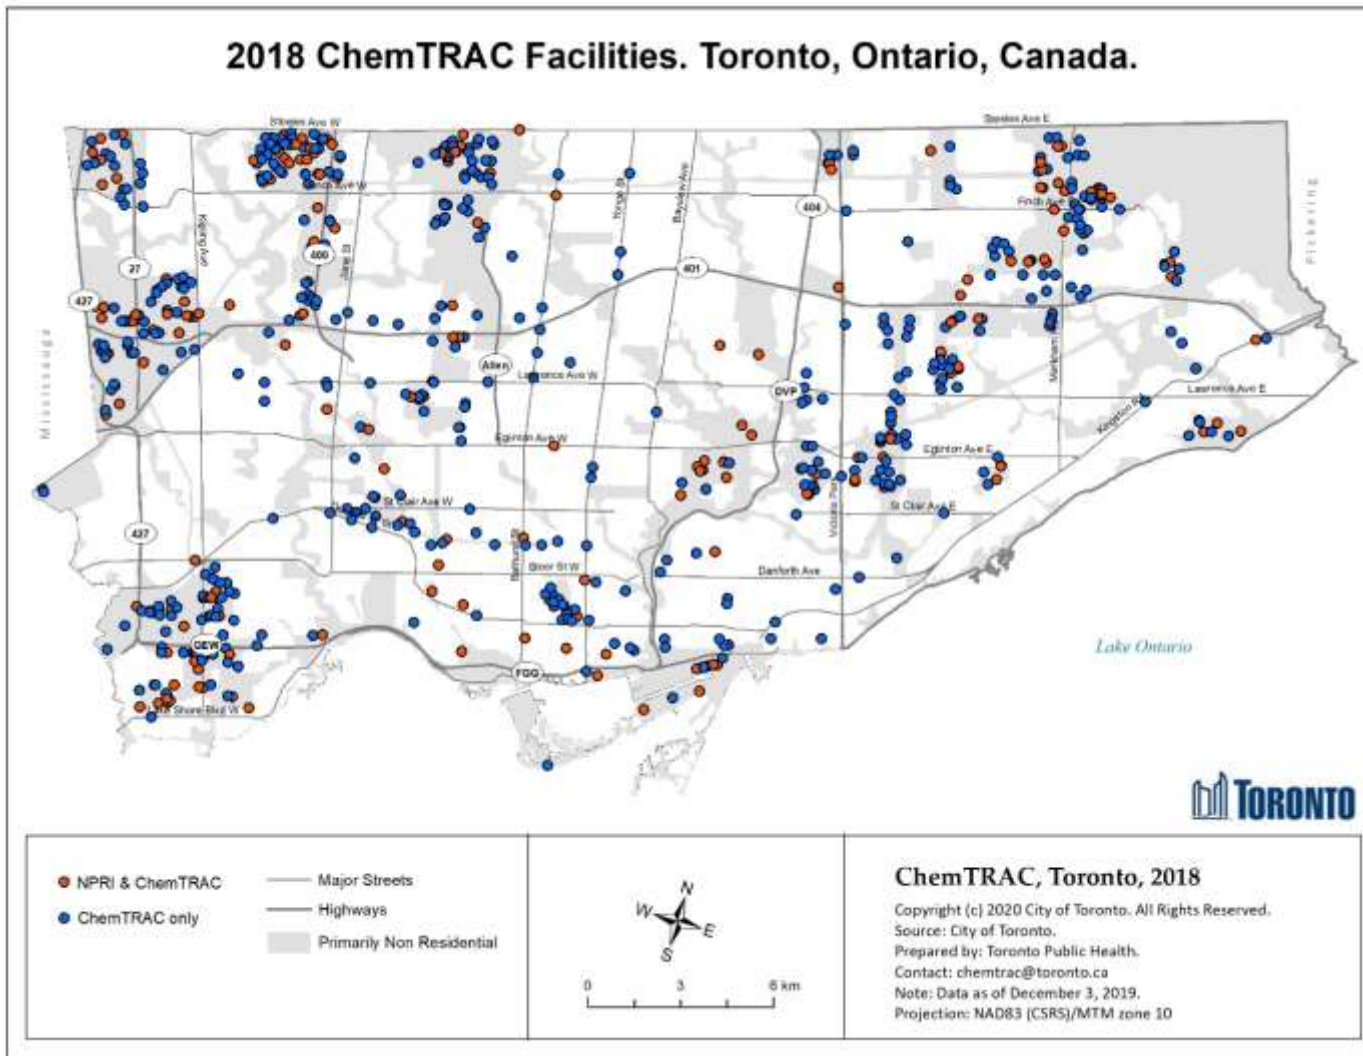 2018 ChemTRAC Facilities. Toronto, Ontario, Canada.
Steeles Ave W
Steeles Ave E
Finch Ave W
Finch Ave
Kipling Ave
Jane St
Yonge St
Bayview Ave
404
Pickering
27
400
401
427
Mississauga
Allen
Lawrence Ave W
DVP
Markham
Lawrence Ave E
Kingston Rd
Eglinton Ave W
Eglinton Ave E
Victoria Par
St Clair Ave W
St Clair Ave E
427
Bathurst St
Bloor St W
Danforth Ave
QEW
Lake Ontario
FGG
Shore Blvd W
TORONTO
NPRI & ChemTRAC
ChemTRAC only
Major Streets
Highways
Primarily Non Residential
N
W
E
S
0 3 6 km
ChemTRAC, Toronto, 2018
Copyright (c) 2020 City of Toronto. All Rights Reserved.
Source: City of Toronto.
Prepared by: Toronto Public Health.
Contact: chemtrac@toronto.ca
Note: Data as of December 3, 2019.
Projection: NAD83 (CSRS)/MTM zone 10